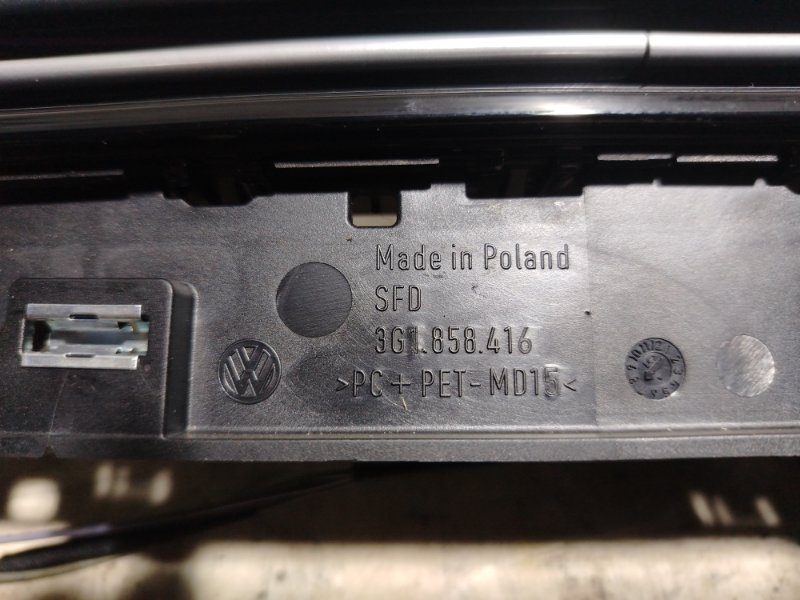 Made in Poland
SFD
3G1.858.416
>PC+PET-MD15<